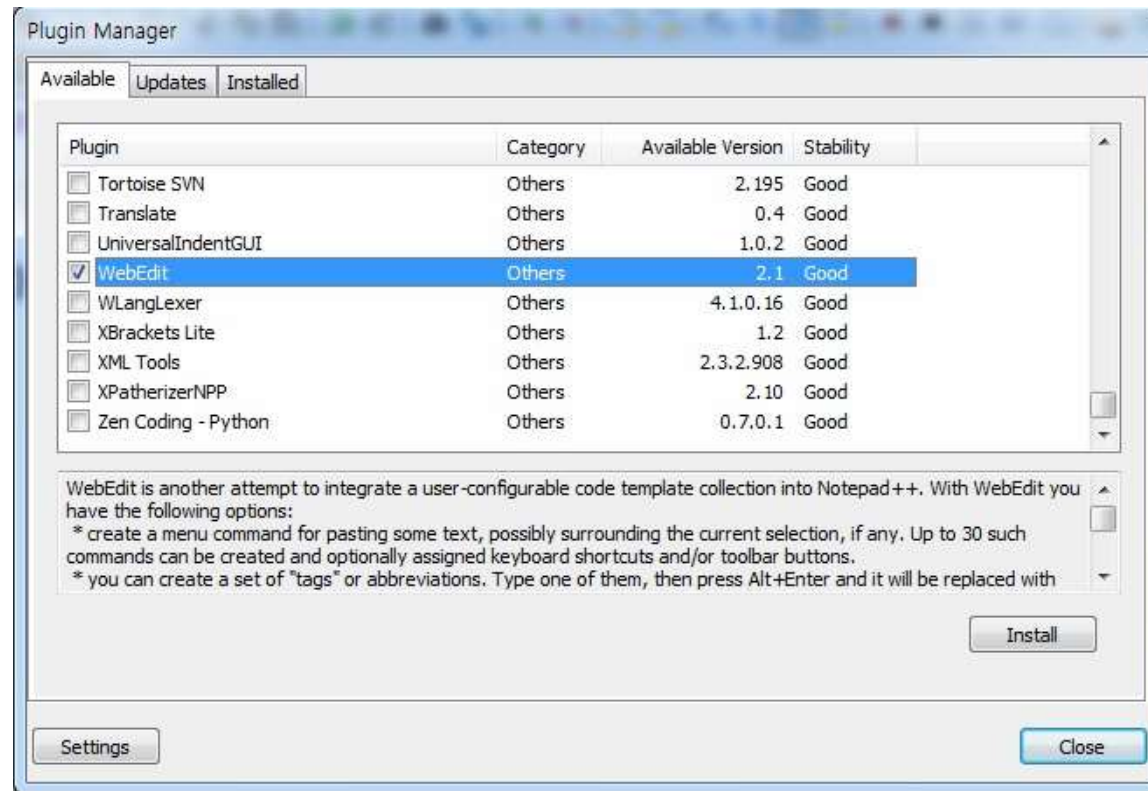 Plugin Manager
Available Updates Installed
Plugin Category Available Version Stability
Tortoise SVN Others 2.195 Good
Translate Others 0.4 Good
UniversalIndentGUI Others 1.0.2 Good
WebEdit Others 2.1 Good
WLangLexer Others 4.1.0.16 Good
XBrackets Lite Others 1.2 Good
XML Tools Others 2.3.2.908 Good
XPatherizerNPP Others 2.10 Good
Zen Coding - Python Others 0.7.0.1 Good
WebEdit is another attempt to integrate a user-configurable code template collection into Notepad++. With WebEdit you
have the following options:
* create a menu command for pasting some text, possibly surrounding the current selection, if any. Up to 30 such
commands can be created and optionally assigned keyboard shortcuts and/or toolbar buttons.
* you can create a set of "tags" or abbreviations. Type one of them, then press Alt+Enter and it will be replaced with
Install
Settings Close